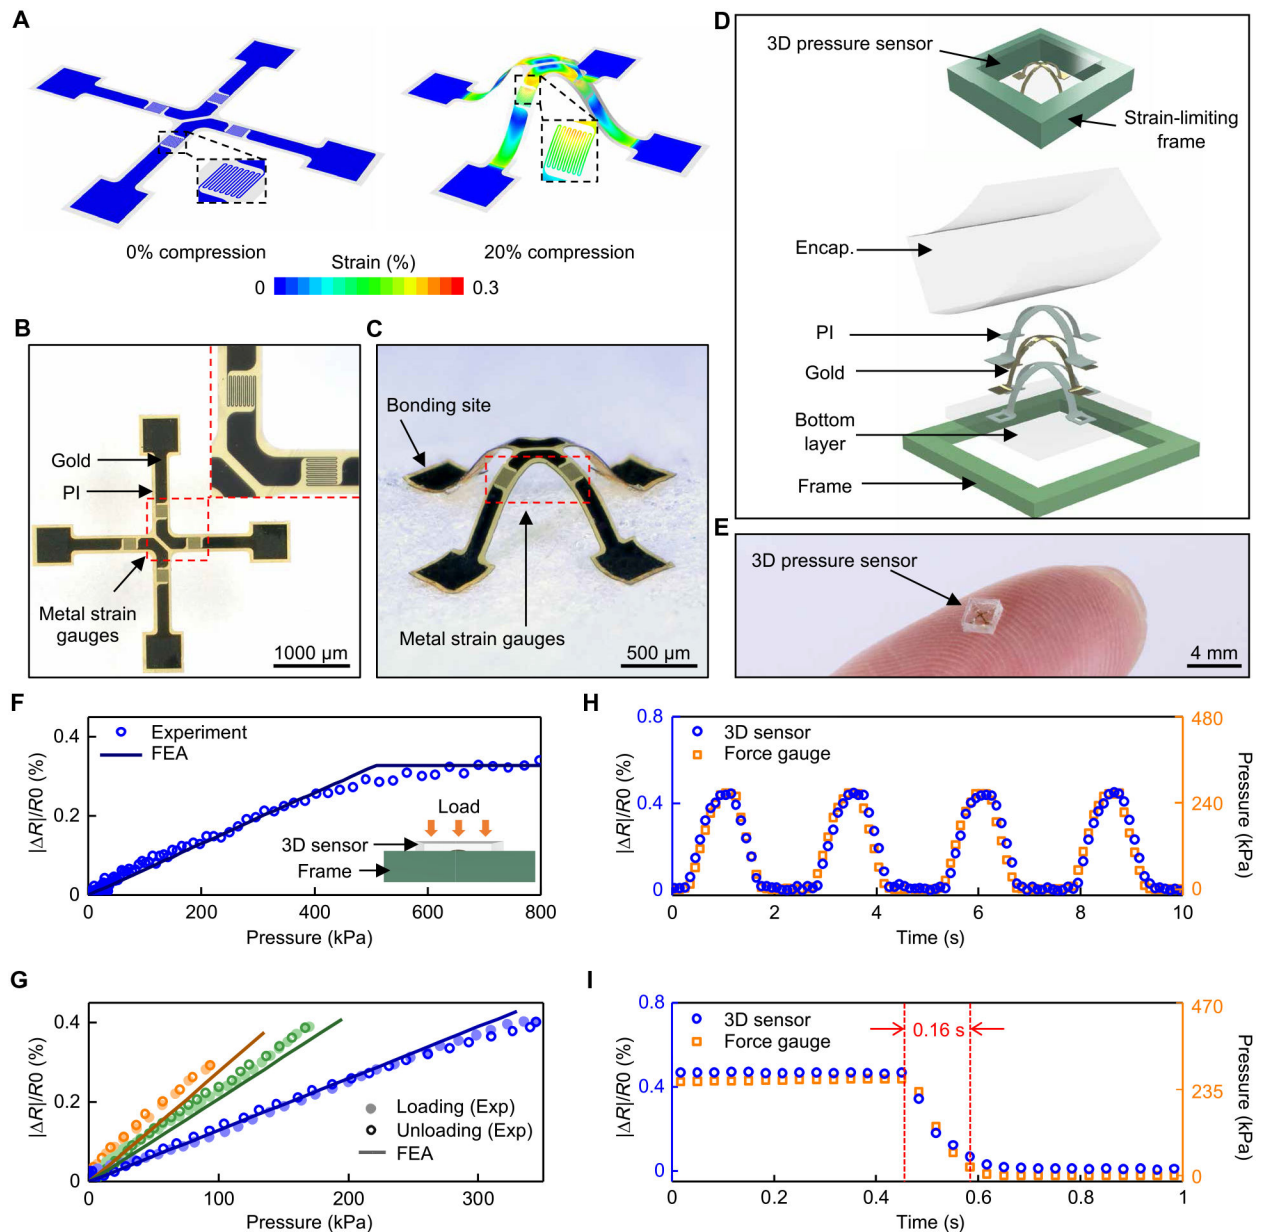 A
0% compression
20% compression
Strain (%)
0
0.3
B
Gold
PI
Metal strain
gauges
1000 µm
C
Bonding site
Metal strain gauges
500 µm
D
3D pressure sensor
Strain-limiting
frame
Encap.
PI
Gold
Bottom
layer
Frame
E
3D pressure sensor
4 mm
F
|ΔR|/R0 (%)
0.4
0.2
0
Experiment
FEA
Load
3D sensor
Frame
0 200 400 600 800
Pressure (kPa)
G
|ΔR|/R0 (%)
0.4
0.2
0
Loading (Exp)
Unloading (Exp)
FEA
0 100 200 300
Pressure (kPa)
H
|ΔR|/R0 (%)
0.8
0.4
0
3D sensor
Force gauge
480
240
0
Pressure (kPa)
0 2 4 6 8 10
Time (s)
I
|ΔR|/R0 (%)
0.8
0.4
0
3D sensor
Force gauge
0.16 s
470
235
0
Pressure (kPa)
0 0.2 0.4 0.6 0.8 1
Time (s)